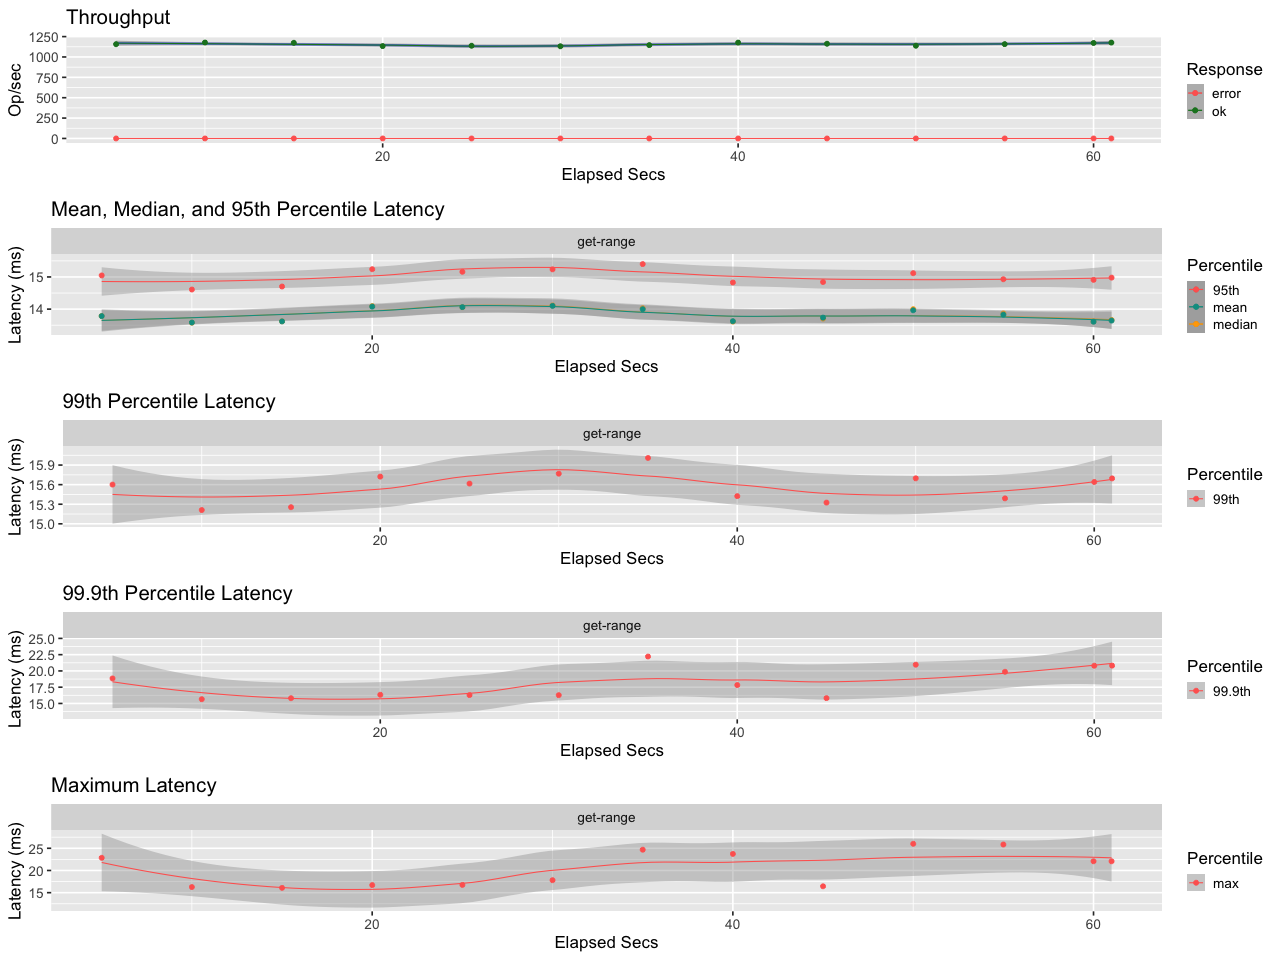 Throughput
1250
1000
750
500
250
0
Op/sec
20 40 60
Elapsed Secs
Response
error
ok
Mean, Median, and 95th Percentile Latency
get-range
15
14
Latency (ms)
20 40 60
Elapsed Secs
Percentile
95th
mean
median
99th Percentile Latency
get-range
15.9
15.6
15.3
15.0
Latency (ms)
20 40 60
Elapsed Secs
Percentile
99th
99.9th Percentile Latency
get-range
25.0
22.5
20.0
17.5
15.0
Latency (ms)
20 40 60
Elapsed Secs
Percentile
99.9th
Maximum Latency
get-range
25
20
15
Latency (ms)
20 40 60
Elapsed Secs
Percentile
max